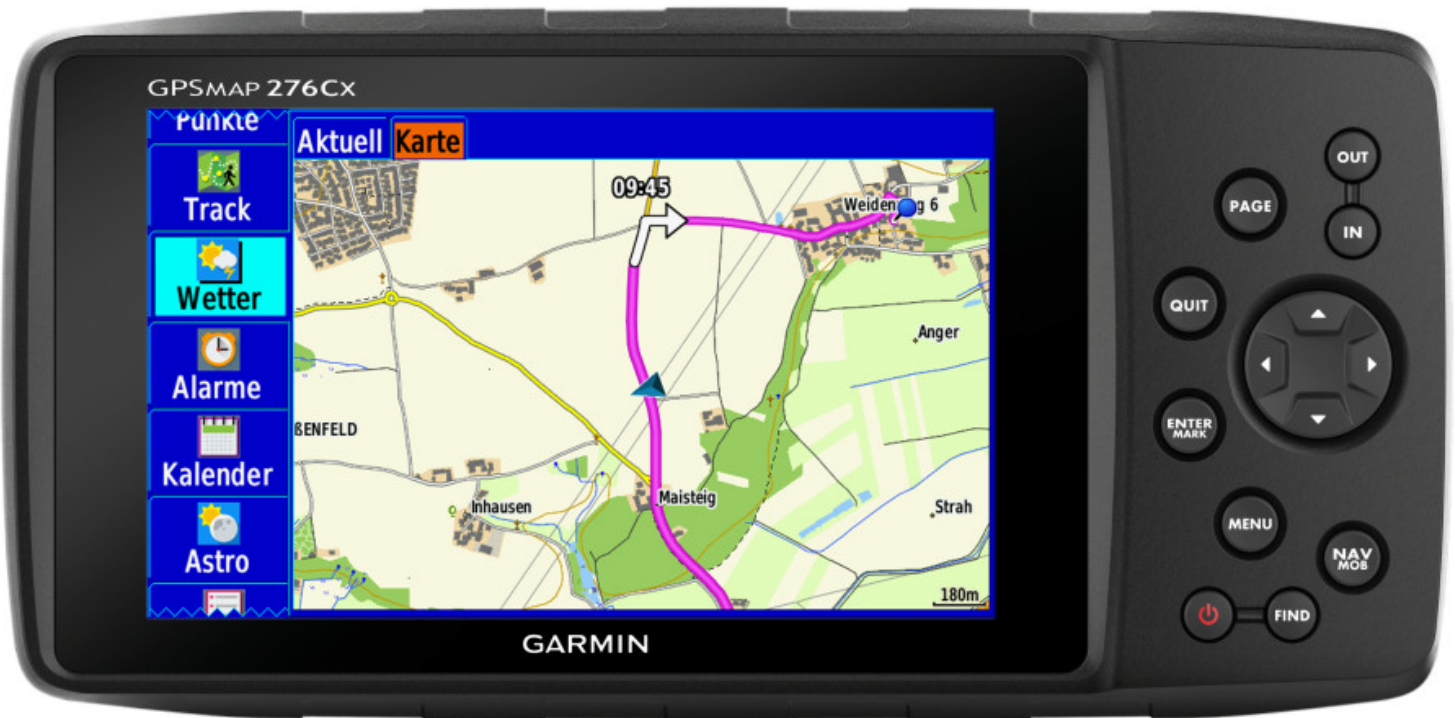 GPSMAP 276Cx
Punkte
Track
Wetter
Alarme
Kalender
Astro
Aktuell
Karte
09:45
6
Anger
ßENFELD
Maisteig
Inhausen
Strah
180m
GARMIN
OUT
PAGE
IN
QUIT
ENTER
MARK
MENU
NAV
MOB
FIND